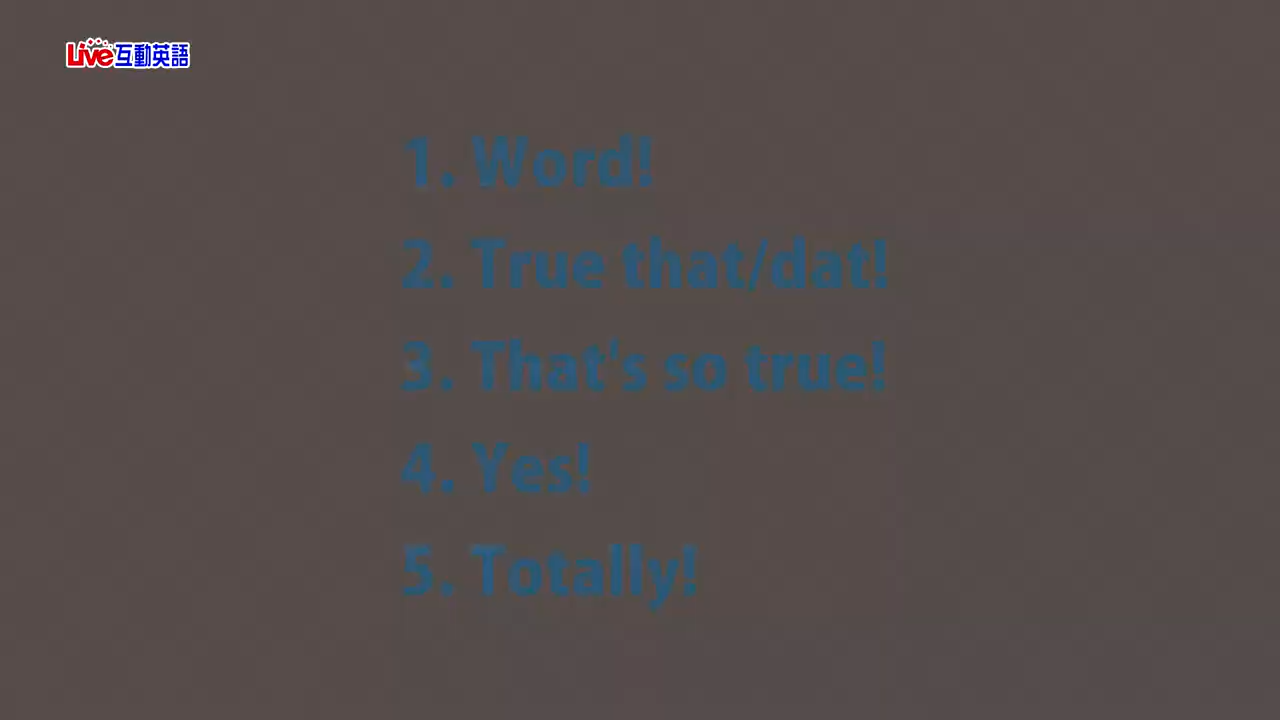 Live互動英語
1. Word!
2. True that/dat!
3. That's so true!
4. Yes!
5. Totally!